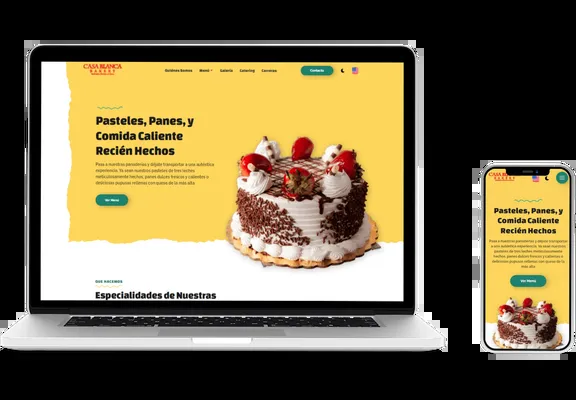 CASA BLANCA
BAKERY
Quiénes Somos Menú Galería Catering Carreras Contacto
Pasteles, Panes, y
Comida Caliente
Recién Hechos
Pasa a nuestras panaderías y déjate transportar a una auténtica
experiencia. Ya sean nuestros pasteles de tres leches
meticulosamente hechos, panes dulces frescos y calientes o
deliciosas pupusas rellenas con queso de la más alta
Ver Menú
QUE HACEMOS
Especialidades de Nuestras
CASA BLANCA
BAKERY
Pasteles, Panes, y
Comida Caliente
Recién Hechos
Pasa a nuestras panaderías y déjate transportar
a una auténtica experiencia. Ya sean nuestros
pasteles de tres leches meticulosamente
hechos, panes dulces frescos y calientes o
deliciosas pupusas rellenas con queso de la
más alta
Ver Menú